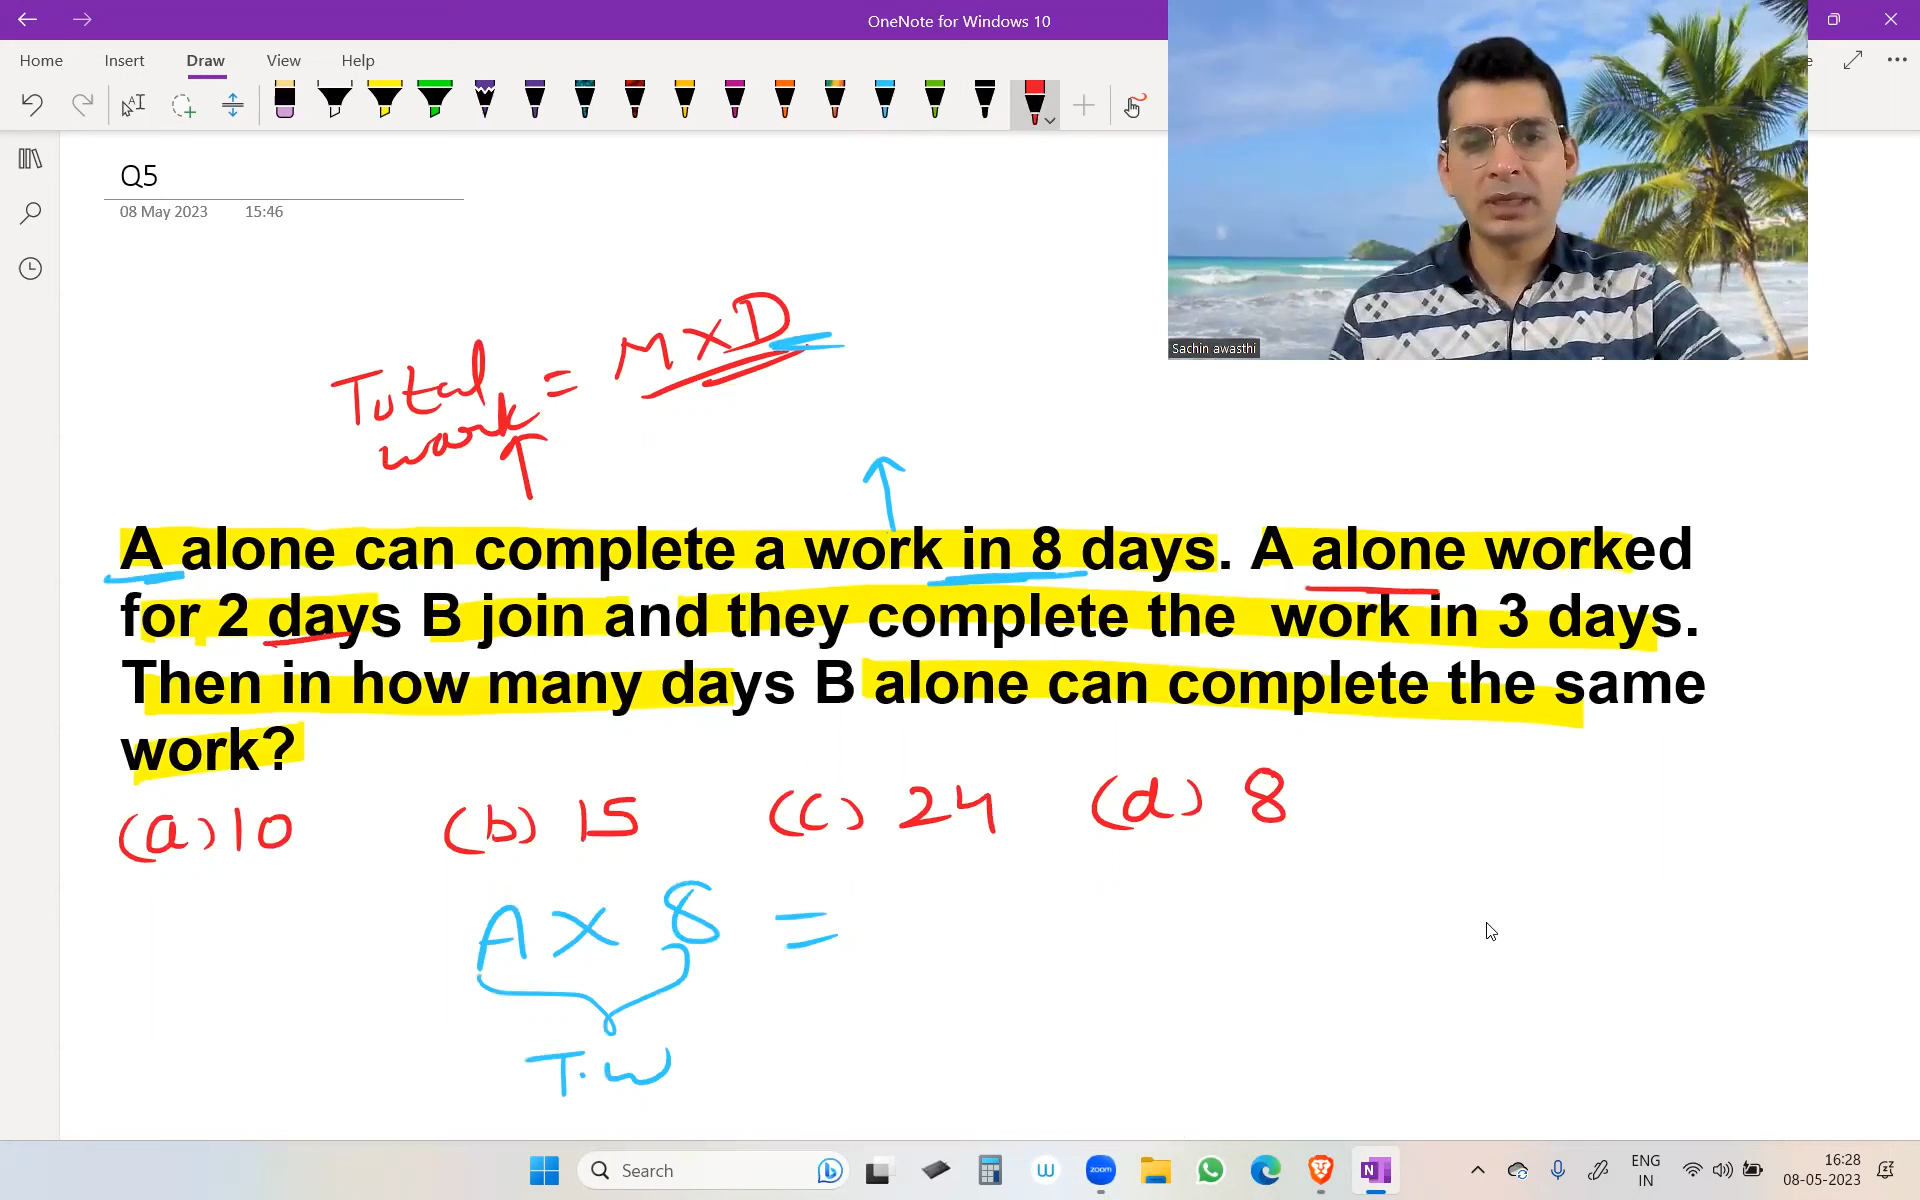 OneNote for Windows 10
Home Insert Draw View Help
Q5
08 May 2023 15:46
Sachin awasthi
Total work = M X D
A alone can complete a work in 8 days. A alone worked
for 2 days B join and they complete the work in 3 days.
Then in how many days B alone can complete the same
work?
(a) 10 (b) 15 (c) 24 (d) 8
A X 8 =
T.W
Search
ENG
IN
16:28
08-05-2023